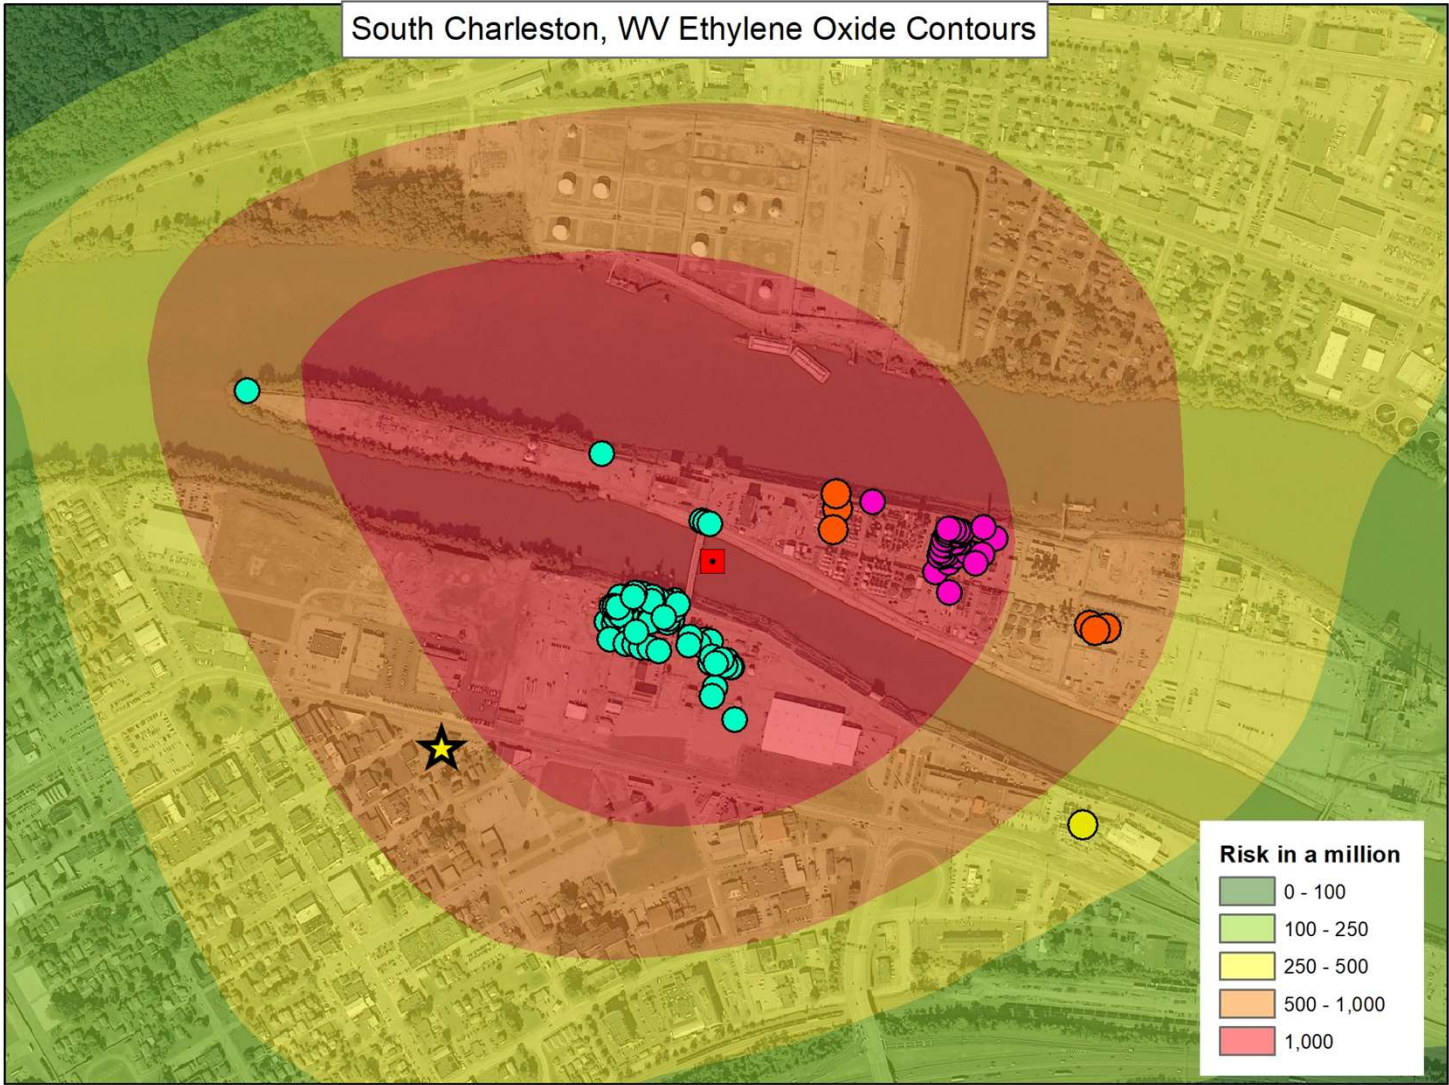 South Charleston, WV Ethylene Oxide Contours
Risk in a million
0 - 100
100 - 250
250 - 500
500 - 1,000
1,000